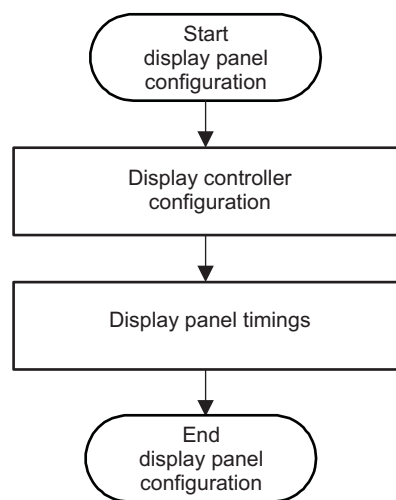 Start
display panel
configuration
Display controller
configuration
Display panel timings
End
display panel
configuration